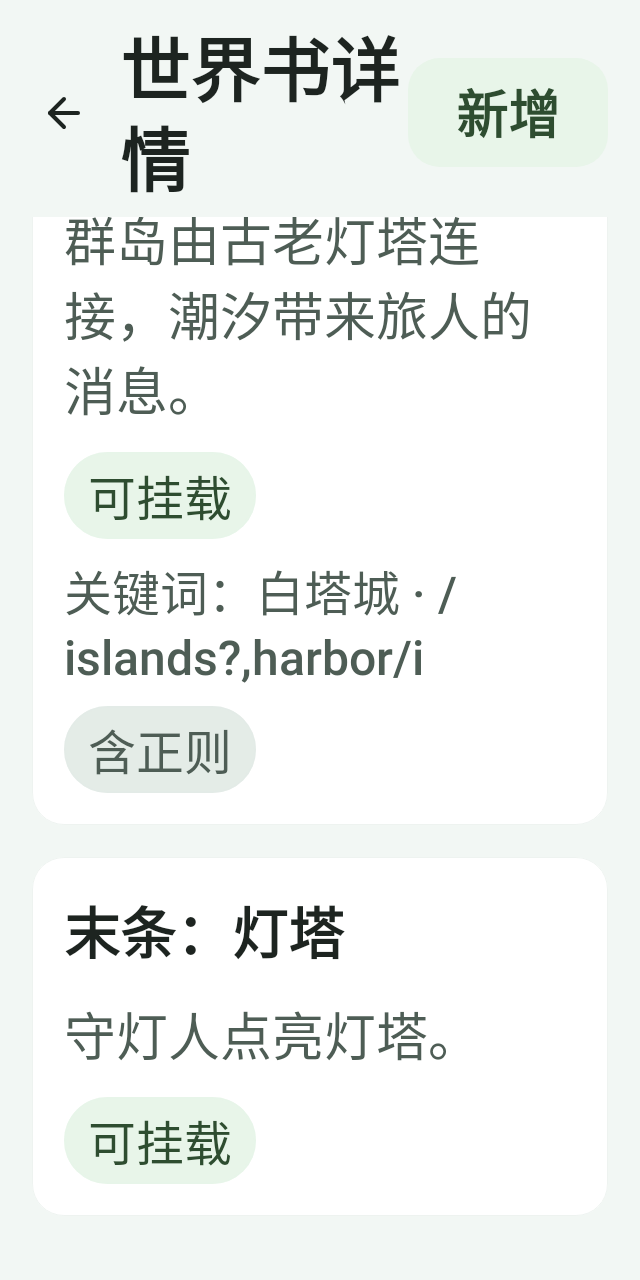 世界书详
情
新增
群岛由古老灯塔连
接，潮汐带来旅人的
消息。
可挂载
关键词：白塔城 · /
islands?,harbor/i
含正则
末条：灯塔
守灯人点亮灯塔。
可挂载